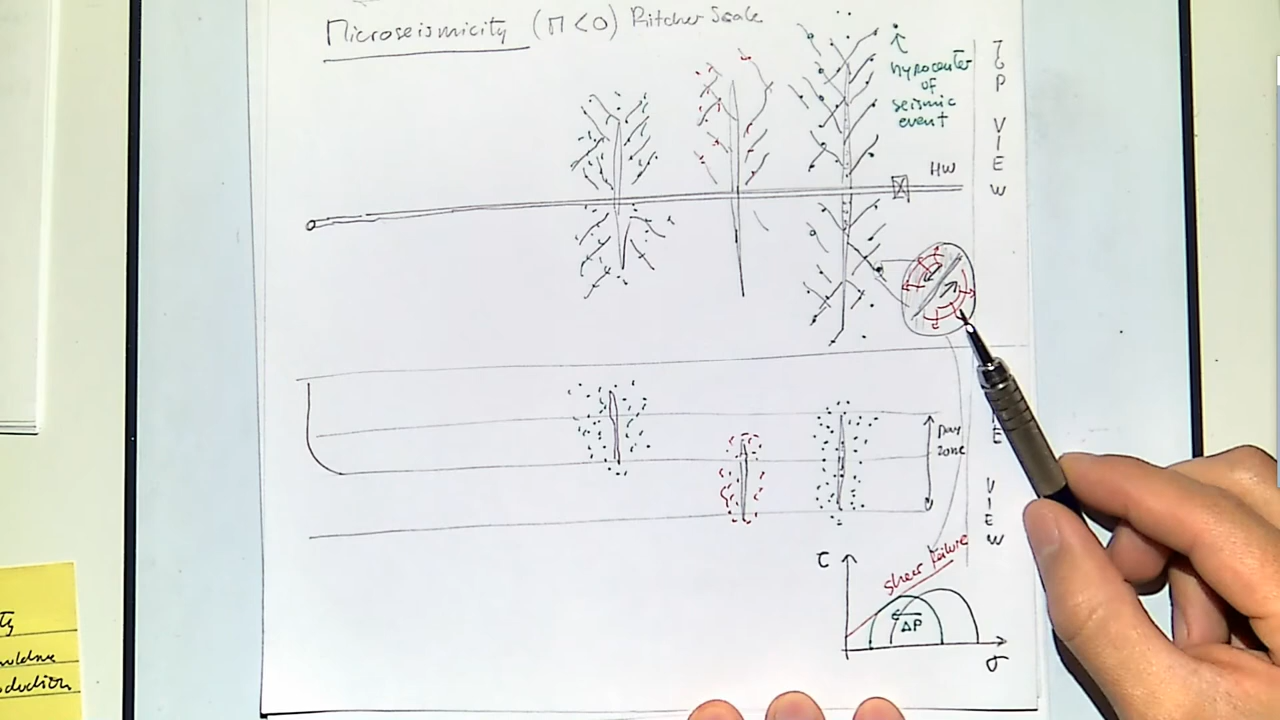 Microseismicity (M<0) Ritcher Scale
hypocenter
of
seismic
event
TOP VIEW
HW
Pay
zone
VIEW
τ
shear failure
ΔP
σ